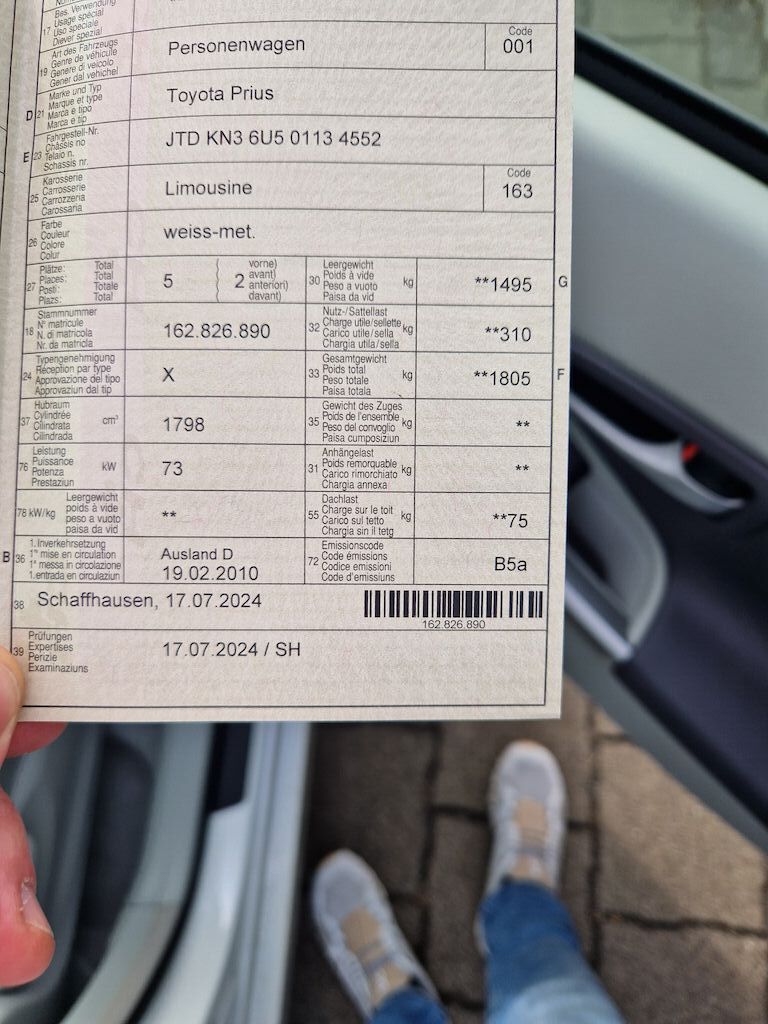 Bes. Verwendung
Usage spécial
17 Uso speciale
Diever spezial
Art des Fahrzeugs
Genre de véhicule
19 Genere di veicolo
Gener dal vehichel
Personenwagen
Code
001
Marke und Typ
D 21 Marque et type
Marca e tipo
Marca e tip
Toyota Prius
Fahrgestell-Nr.
Châssis no
E 23 Telaio n.
Schassis nr.
JTD KN3 6U5 0113 4552
Karosserie
Carrosserie
25 Carrozzeria
Carossaria
Limousine
Code
163
Farbe
Couleur
26 Colore
Colur
weiss-met.
Plätze: Total
Places: Total
27 Posti: Totale
Plazs: Total
5
2
vorne)
avant)
anteriori)
davant)
Leergewicht
30 Poids à vide kg
Peso a vuoto
Paisa da vid
**1495
G
Stammnummer
18 N° matricule
N. di matricola
Nr. da matricla
162.826.890
Nutz-/Sattellast
32 Charge utile/sellette kg
Carico utile/sella
Chargia utila/sella
**310
Typengenehmigung
24 Réception par type
Approvazione del tipo
Approvaziun dal tip
X
Gesamtgewicht
33 Poids total kg
Peso totale
Paisa totala
**1805
F
Hubraum
37 Cylindrée cm³
Cilindrata
Cilindrada
1798
Gewicht des Zuges
35 Poids de l'ensemble kg
Peso del convoglio
Paisa cumposiziun
**
Leistung
76 Puissance kW
Potenza
Prestaziun
73
Anhängelast
31 Poids remorquable kg
Carico rimorchiato
Chargia annexa
**
Leergewicht
78 kW/kg poids à vide
peso a vuoto
paisa da vid
**
Dachlast
55 Charge sur le toit kg
Carico sul tetto
Chargia sin il tetg
**75
1. Inverkehrsetzung
B 36 1re mise en circulation
1a messa in circolazione
1. entrada en circulaziun
Ausland D
19.02.2010
Emissionscode
72 Code émissions
Codice emissioni
Code d'emissiuns
B5a
38 Schaffhausen, 17.07.2024
162.826.890
Prüfungen
39 Expertises
Perizie
Examinaziuns
17.07.2024 / SH